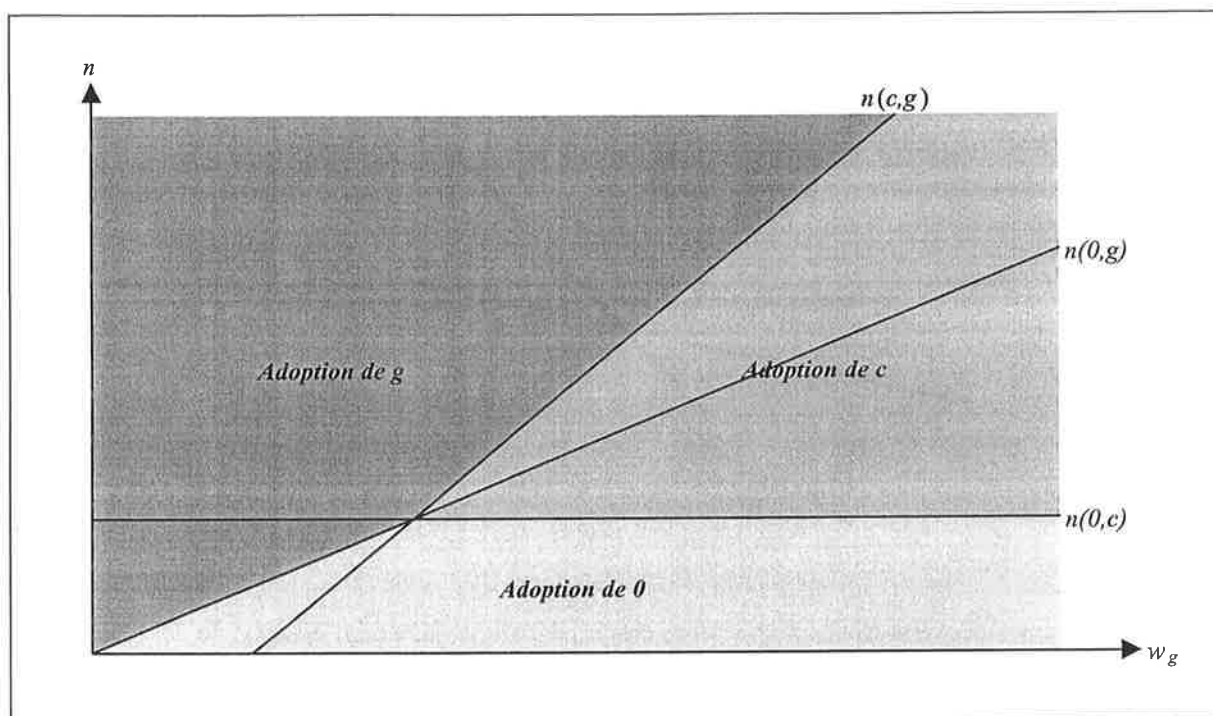 n
n(c,g)
n(0,g)
Adoption de g
Adoption de c
n(0,c)
Adoption de 0
w_g